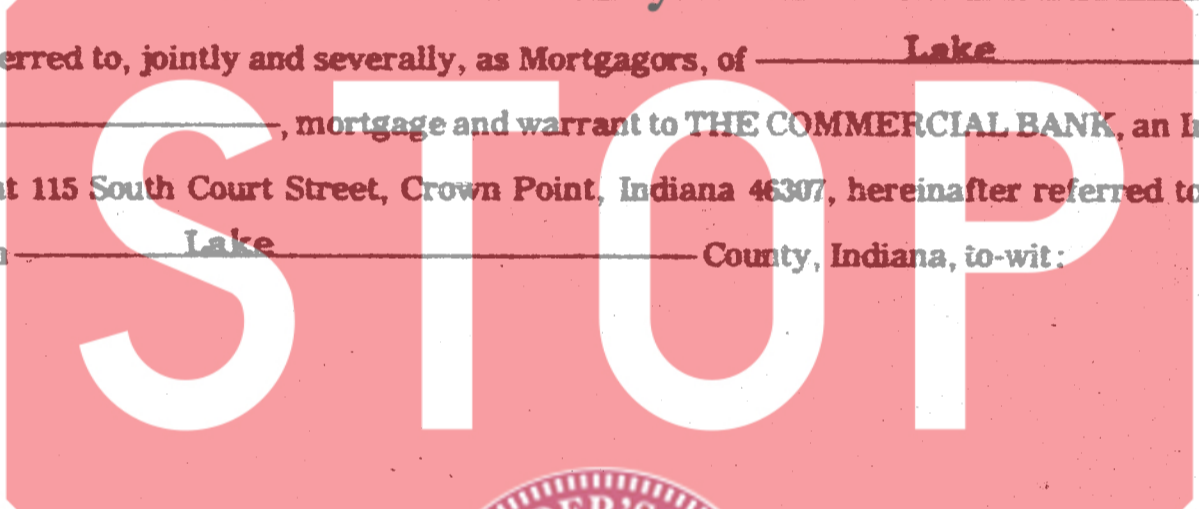 erred to, jointly and severally, as Mortgagors, of Lake
, mortgage and warrant to THE COMMERCIAL BANK, an
at 115 South Court Street, Crown Point, Indiana 46307, hereinafter referred to
Lake County, Indiana, to-wit:
STOP